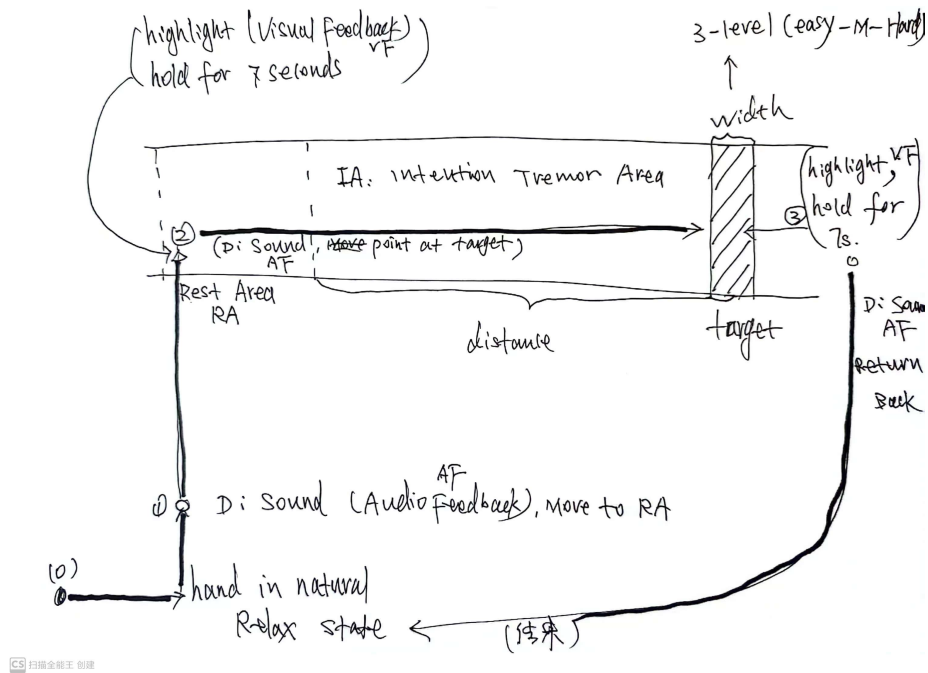 highlight (Visual Feedback)
VF
hold for 7 seconds
3-level (easy-M-Hard)
width
IA: Intention Tremor Area
highlight, VF
③ hold for
7s.
(2)
(Di Sound, Move point at target)
AF
Rest Area
RA
distance
target
Di Sound
AF
Return
Back
AF
① Di Sound (Audio Feedback), Move to RA
(0)
hand in natural
Relax state
(结束)
CS 扫描全能王 创建